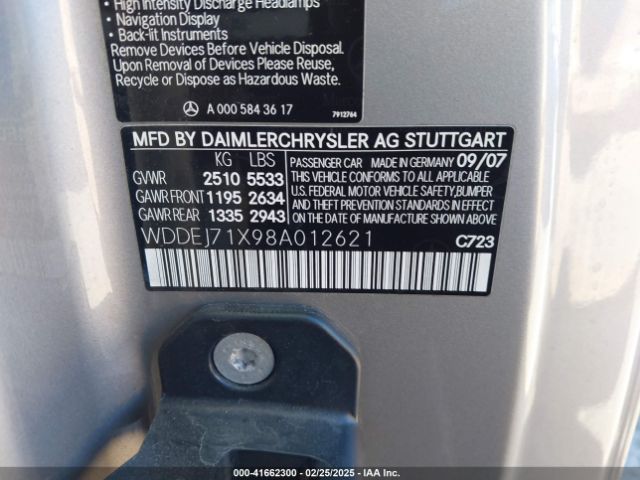 • High Intensity Discharge Headlamps
• Navigation Display
• Back-lit Instruments
Remove Devices Before Vehicle Disposal.
Upon Removal of Devices Please Reuse,
Recycle or Dispose as Hazardous Waste.
A 000 584 36 17
7912764
MFD BY DAIMLERCHRYSLER AG STUTTGART
KG LBS
GVWR 2510 5533
GAWR FRONT 1195 2634
GAWR REAR 1335 2943
PASSENGER CAR MADE IN GERMANY 09/07
THIS VEHICLE CONFORMS TO ALL APPLICABLE
U.S. FEDERAL MOTOR VEHICLE SAFETY,BUMPER
AND THEFT PREVENTION STANDARDS IN EFFECT
ON THE DATE OF MANUFACTURE SHOWN ABOVE.
WDDEJ71X98A012621
C723
000-41662300 - 02/25/2025 - IAA Inc.